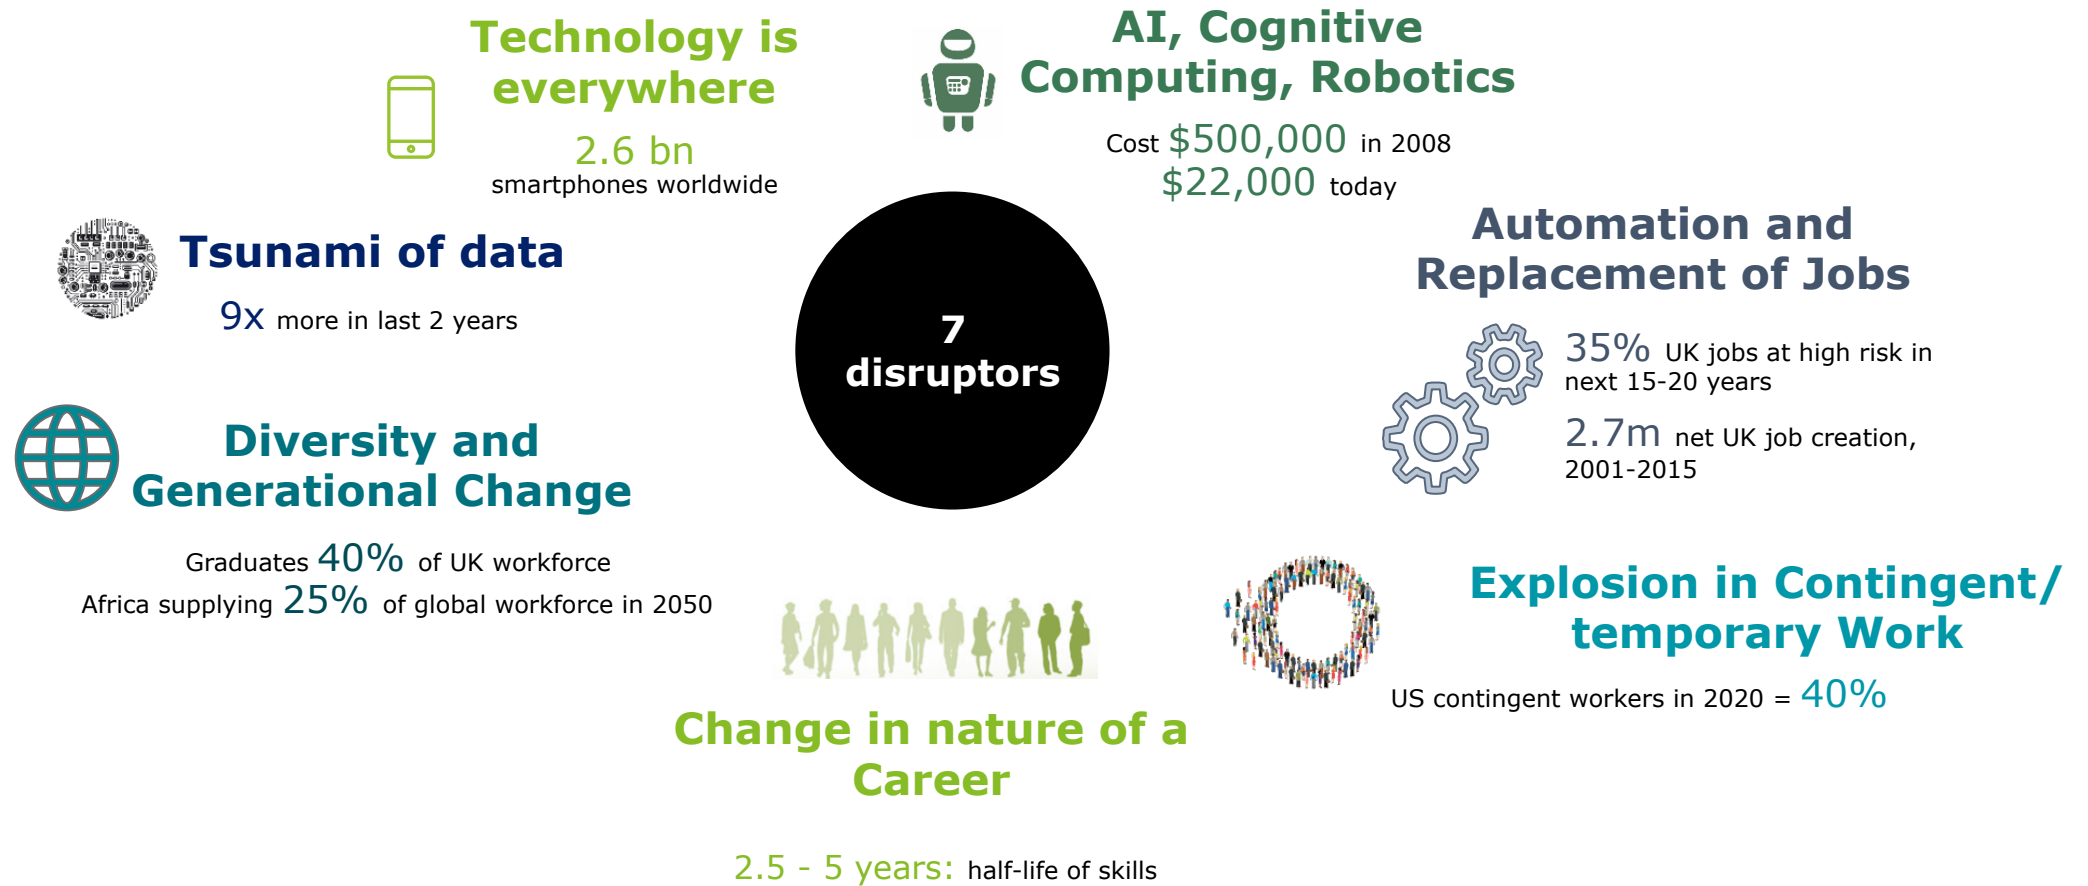 Technology is
everywhere
2.6 bn
smartphones worldwide
AI, Cognitive
Computing, Robotics
Cost $500,000 in 2008
$22,000 today
Tsunami of data
9x more in last 2 years
7
disruptors
Automation and
Replacement of Jobs
35% UK jobs at high risk in
next 15-20 years
2.7m net UK job creation,
2001-2015
Diversity and
Generational Change
Graduates 40% of UK workforce
Africa supplying 25% of global workforce in 2050
Explosion in Contingent/
temporary Work
US contingent workers in 2020 = 40%
Change in nature of a
Career
2.5 - 5 years: half-life of skills